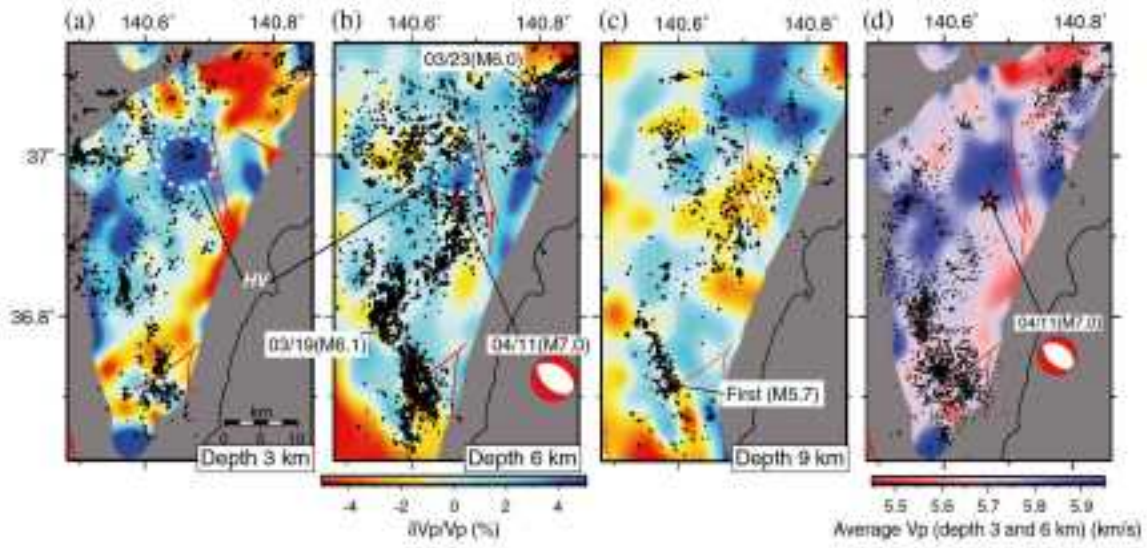 (a) 140.6° 140.8°
(b) 140.6° 140.8°
(c) 140.6° 140.8°
(d) 140.6° 140.8°
03/23(M6.0)
37°
HV
36.8°
03/19(M6.1)
04/11(M7.0)
First (M5.7)
04/11(M7.0)
km
0 10
Depth 3 km
Depth 6 km
Depth 9 km
-4 -2 0 2 4
δVp/Vp (%)
5.5 5.6 5.7 5.8 5.9
Average Vp (depth 3 and 6 km) (km/s)